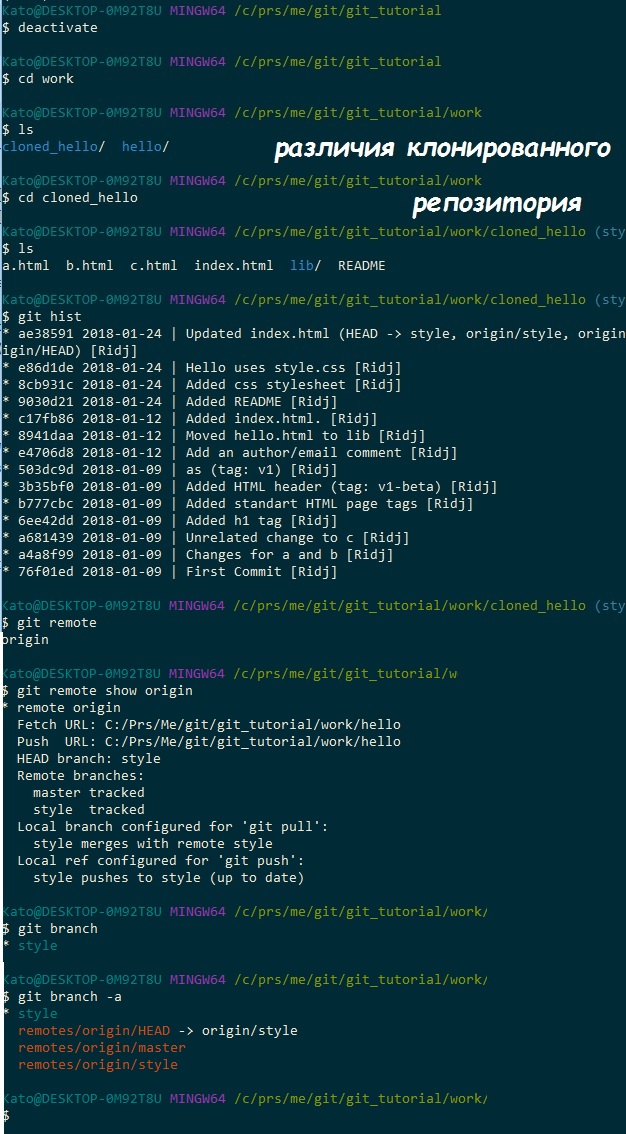 Kato@DESKTOP-0M92T8U MINGW64 /c/prs/me/git/git_tutorial
$ deactivate
Kato@DESKTOP-0M92T8U MINGW64 /c/prs/me/git/git_tutorial
$ cd work
Kato@DESKTOP-0M92T8U MINGW64 /c/prs/me/git/git_tutorial/work
$ ls
cloned_hello/  hello/
различия клонированного
Kato@DESKTOP-0M92T8U MINGW64 /c/prs/me/git/git_tutorial/work
$ cd cloned_hello
репозитория
Kato@DESKTOP-0M92T8U MINGW64 /c/prs/me/git/git_tutorial/work/cloned_hello (sty
$ ls
a.html  b.html  c.html  index.html  lib/  README
Kato@DESKTOP-0M92T8U MINGW64 /c/prs/me/git/git_tutorial/work/cloned_hello (sty
$ git hist
* ae38591 2018-01-24 | Updated index.html (HEAD -> style, origin/style, origin
igin/HEAD) [Ridj]
* e86d1de 2018-01-24 | Hello uses style.css [Ridj]
* 8cb931c 2018-01-24 | Added css stylesheet [Ridj]
* 9030d21 2018-01-24 | Added README [Ridj]
* c17fb86 2018-01-12 | Added index.html. [Ridj]
* 8941daa 2018-01-12 | Moved hello.html to lib [Ridj]
* e4706d8 2018-01-12 | Add an author/email comment [Ridj]
* 503dc9d 2018-01-09 | as (tag: v1) [Ridj]
* 3b35bf0 2018-01-09 | Added HTML header (tag: v1-beta) [Ridj]
* b777cbc 2018-01-09 | Added standart HTML page tags [Ridj]
* 6ee42dd 2018-01-09 | Added h1 tag [Ridj]
* a681439 2018-01-09 | Unrelated change to c [Ridj]
* a4a8f99 2018-01-09 | Changes for a and b [Ridj]
* 76f01ed 2018-01-09 | First Commit [Ridj]
Kato@DESKTOP-0M92T8U MINGW64 /c/prs/me/git/git_tutorial/work/cloned_hello (sty
$ git remote
origin
Kato@DESKTOP-0M92T8U MINGW64 /c/prs/me/git/git_tutorial/w
$ git remote show origin
* remote origin
  Fetch URL: C:/Prs/Me/git/git_tutorial/work/hello
  Push  URL: C:/Prs/Me/git/git_tutorial/work/hello
  HEAD branch: style
  Remote branches:
    master tracked
    style  tracked
  Local branch configured for 'git pull':
    style merges with remote style
  Local ref configured for 'git push':
    style pushes to style (up to date)
Kato@DESKTOP-0M92T8U MINGW64 /c/prs/me/git/git_tutorial/work/
$ git branch
* style
Kato@DESKTOP-0M92T8U MINGW64 /c/prs/me/git/git_tutorial/work/
$ git branch -a
* style
  remotes/origin/HEAD -> origin/style
  remotes/origin/master
  remotes/origin/style
Kato@DESKTOP-0M92T8U MINGW64 /c/prs/me/git/git_tutorial/work/
$